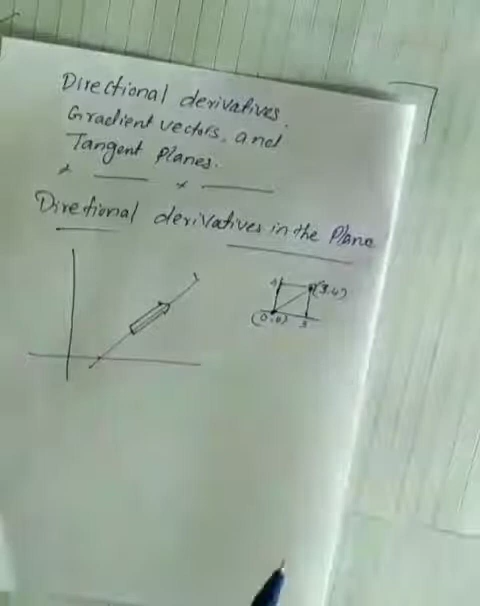 Directional derivatives.
Gradient vectors, and
Tangent Planes.
Directional derivatives in the Plane
4
(3,4)
(0,0) 3